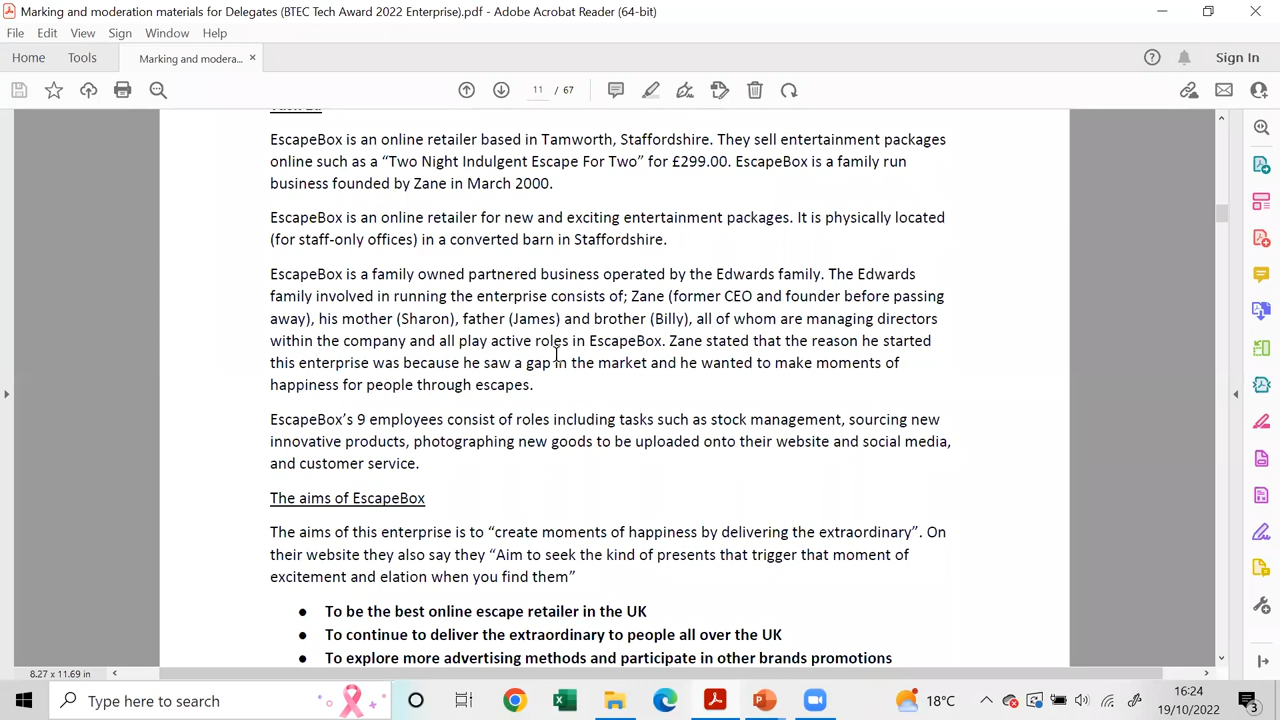 Marking and moderation materials for Delegates (BTEC Tech Award 2022 Enterprise).pdf - Adobe Acrobat Reader (64-bit)
File Edit View Sign Window Help
Home Tools Marking and modera... × Sign In
11 / 67
EscapeBox is an online retailer based in Tamworth, Staffordshire. They sell entertainment packages
online such as a “Two Night Indulgent Escape For Two” for £299.00. EscapeBox is a family run
business founded by Zane in March 2000.
EscapeBox is an online retailer for new and exciting entertainment packages. It is physically located
(for staff-only offices) in a converted barn in Staffordshire.
EscapeBox is a family owned partnered business operated by the Edwards family. The Edwards
family involved in running the enterprise consists of; Zane (former CEO and founder before passing
away), his mother (Sharon), father (James) and brother (Billy), all of whom are managing directors
within the company and all play active roles in EscapeBox. Zane stated that the reason he started
this enterprise was because he saw a gap in the market and he wanted to make moments of
happiness for people through escapes.
EscapeBox’s 9 employees consist of roles including tasks such as stock management, sourcing new
innovative products, photographing new goods to be uploaded onto their website and social media,
and customer service.
The aims of EscapeBox
The aims of this enterprise is to “create moments of happiness by delivering the extraordinary”. On
their website they also say they “Aim to seek the kind of presents that trigger that moment of
excitement and elation when you find them”
● To be the best online escape retailer in the UK
● To continue to deliver the extraordinary to people all over the UK
● To explore more advertising methods and participate in other brands promotions
8.27 x 11.69 in
Type here to search
18°C
16:24
19/10/2022
3